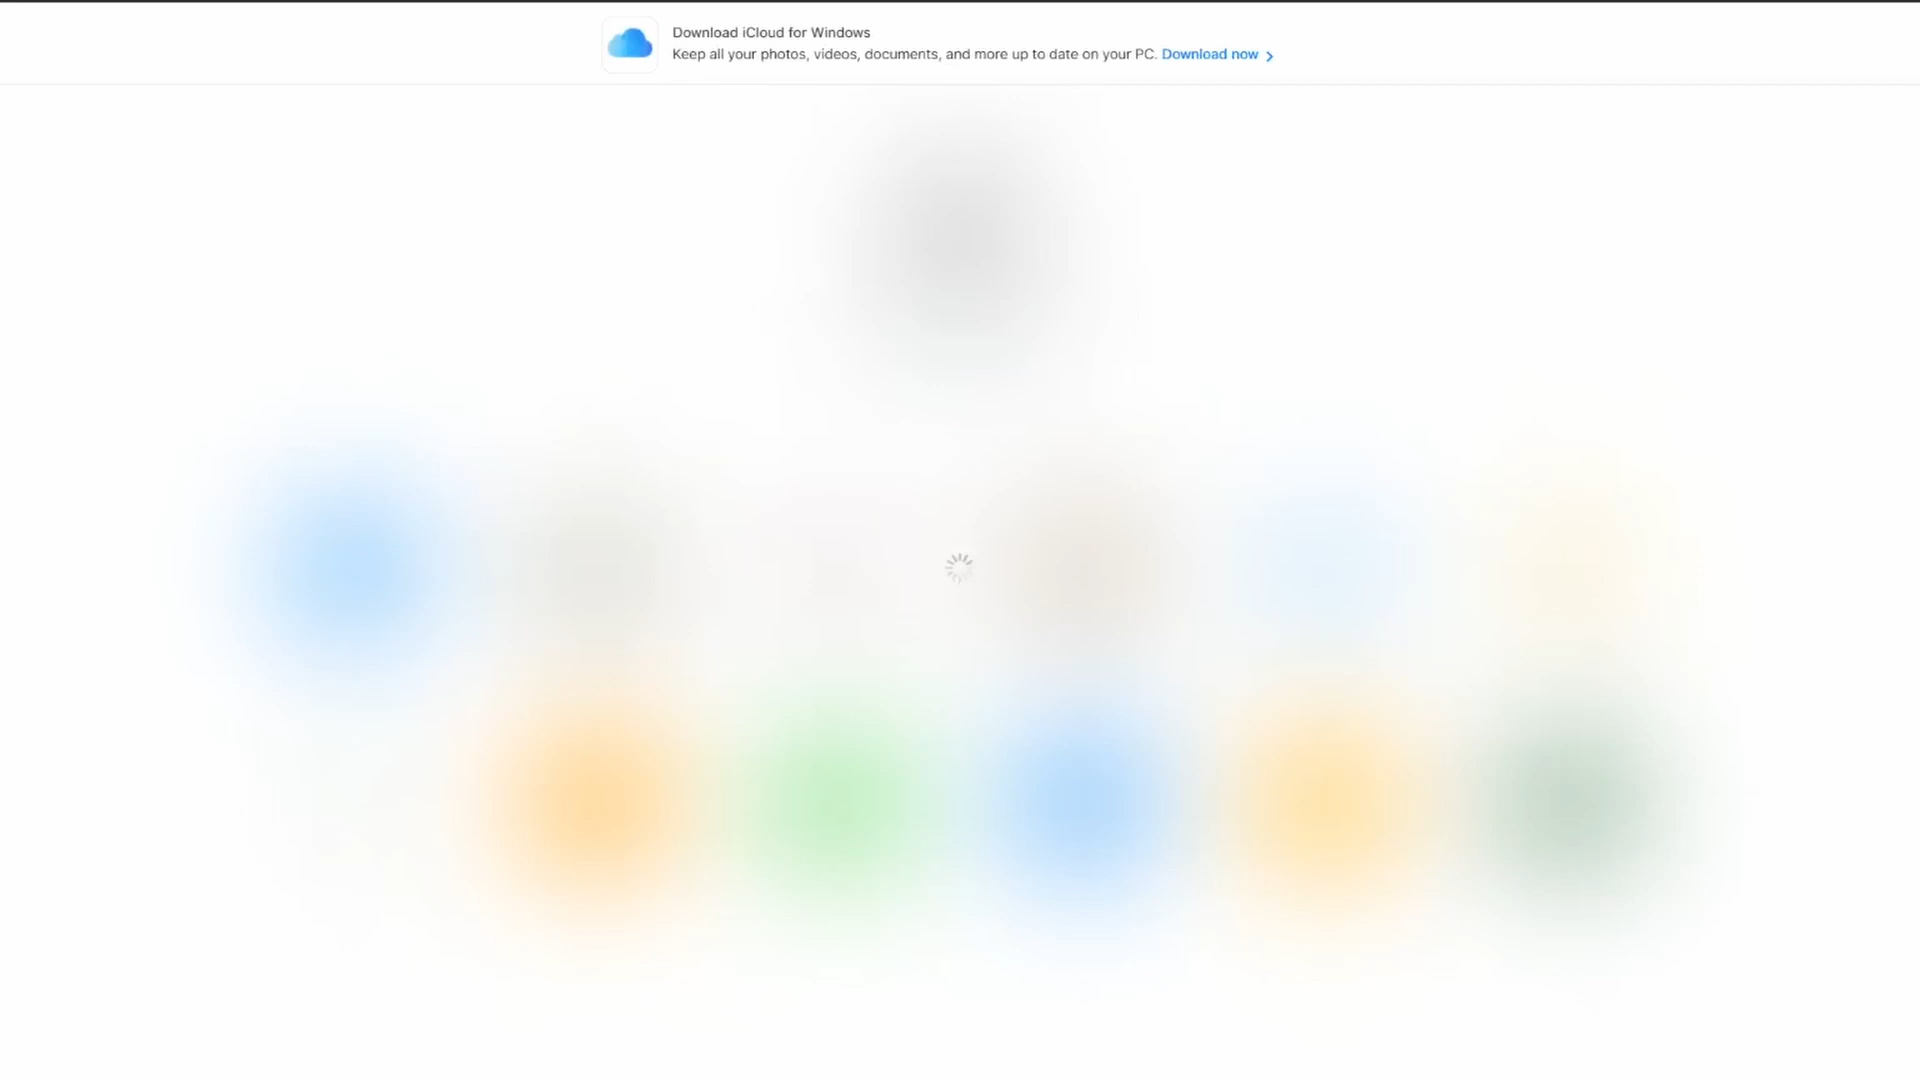 Download iCloud for Windows
Keep all your photos, videos, documents, and more up to date on your PC. Download now